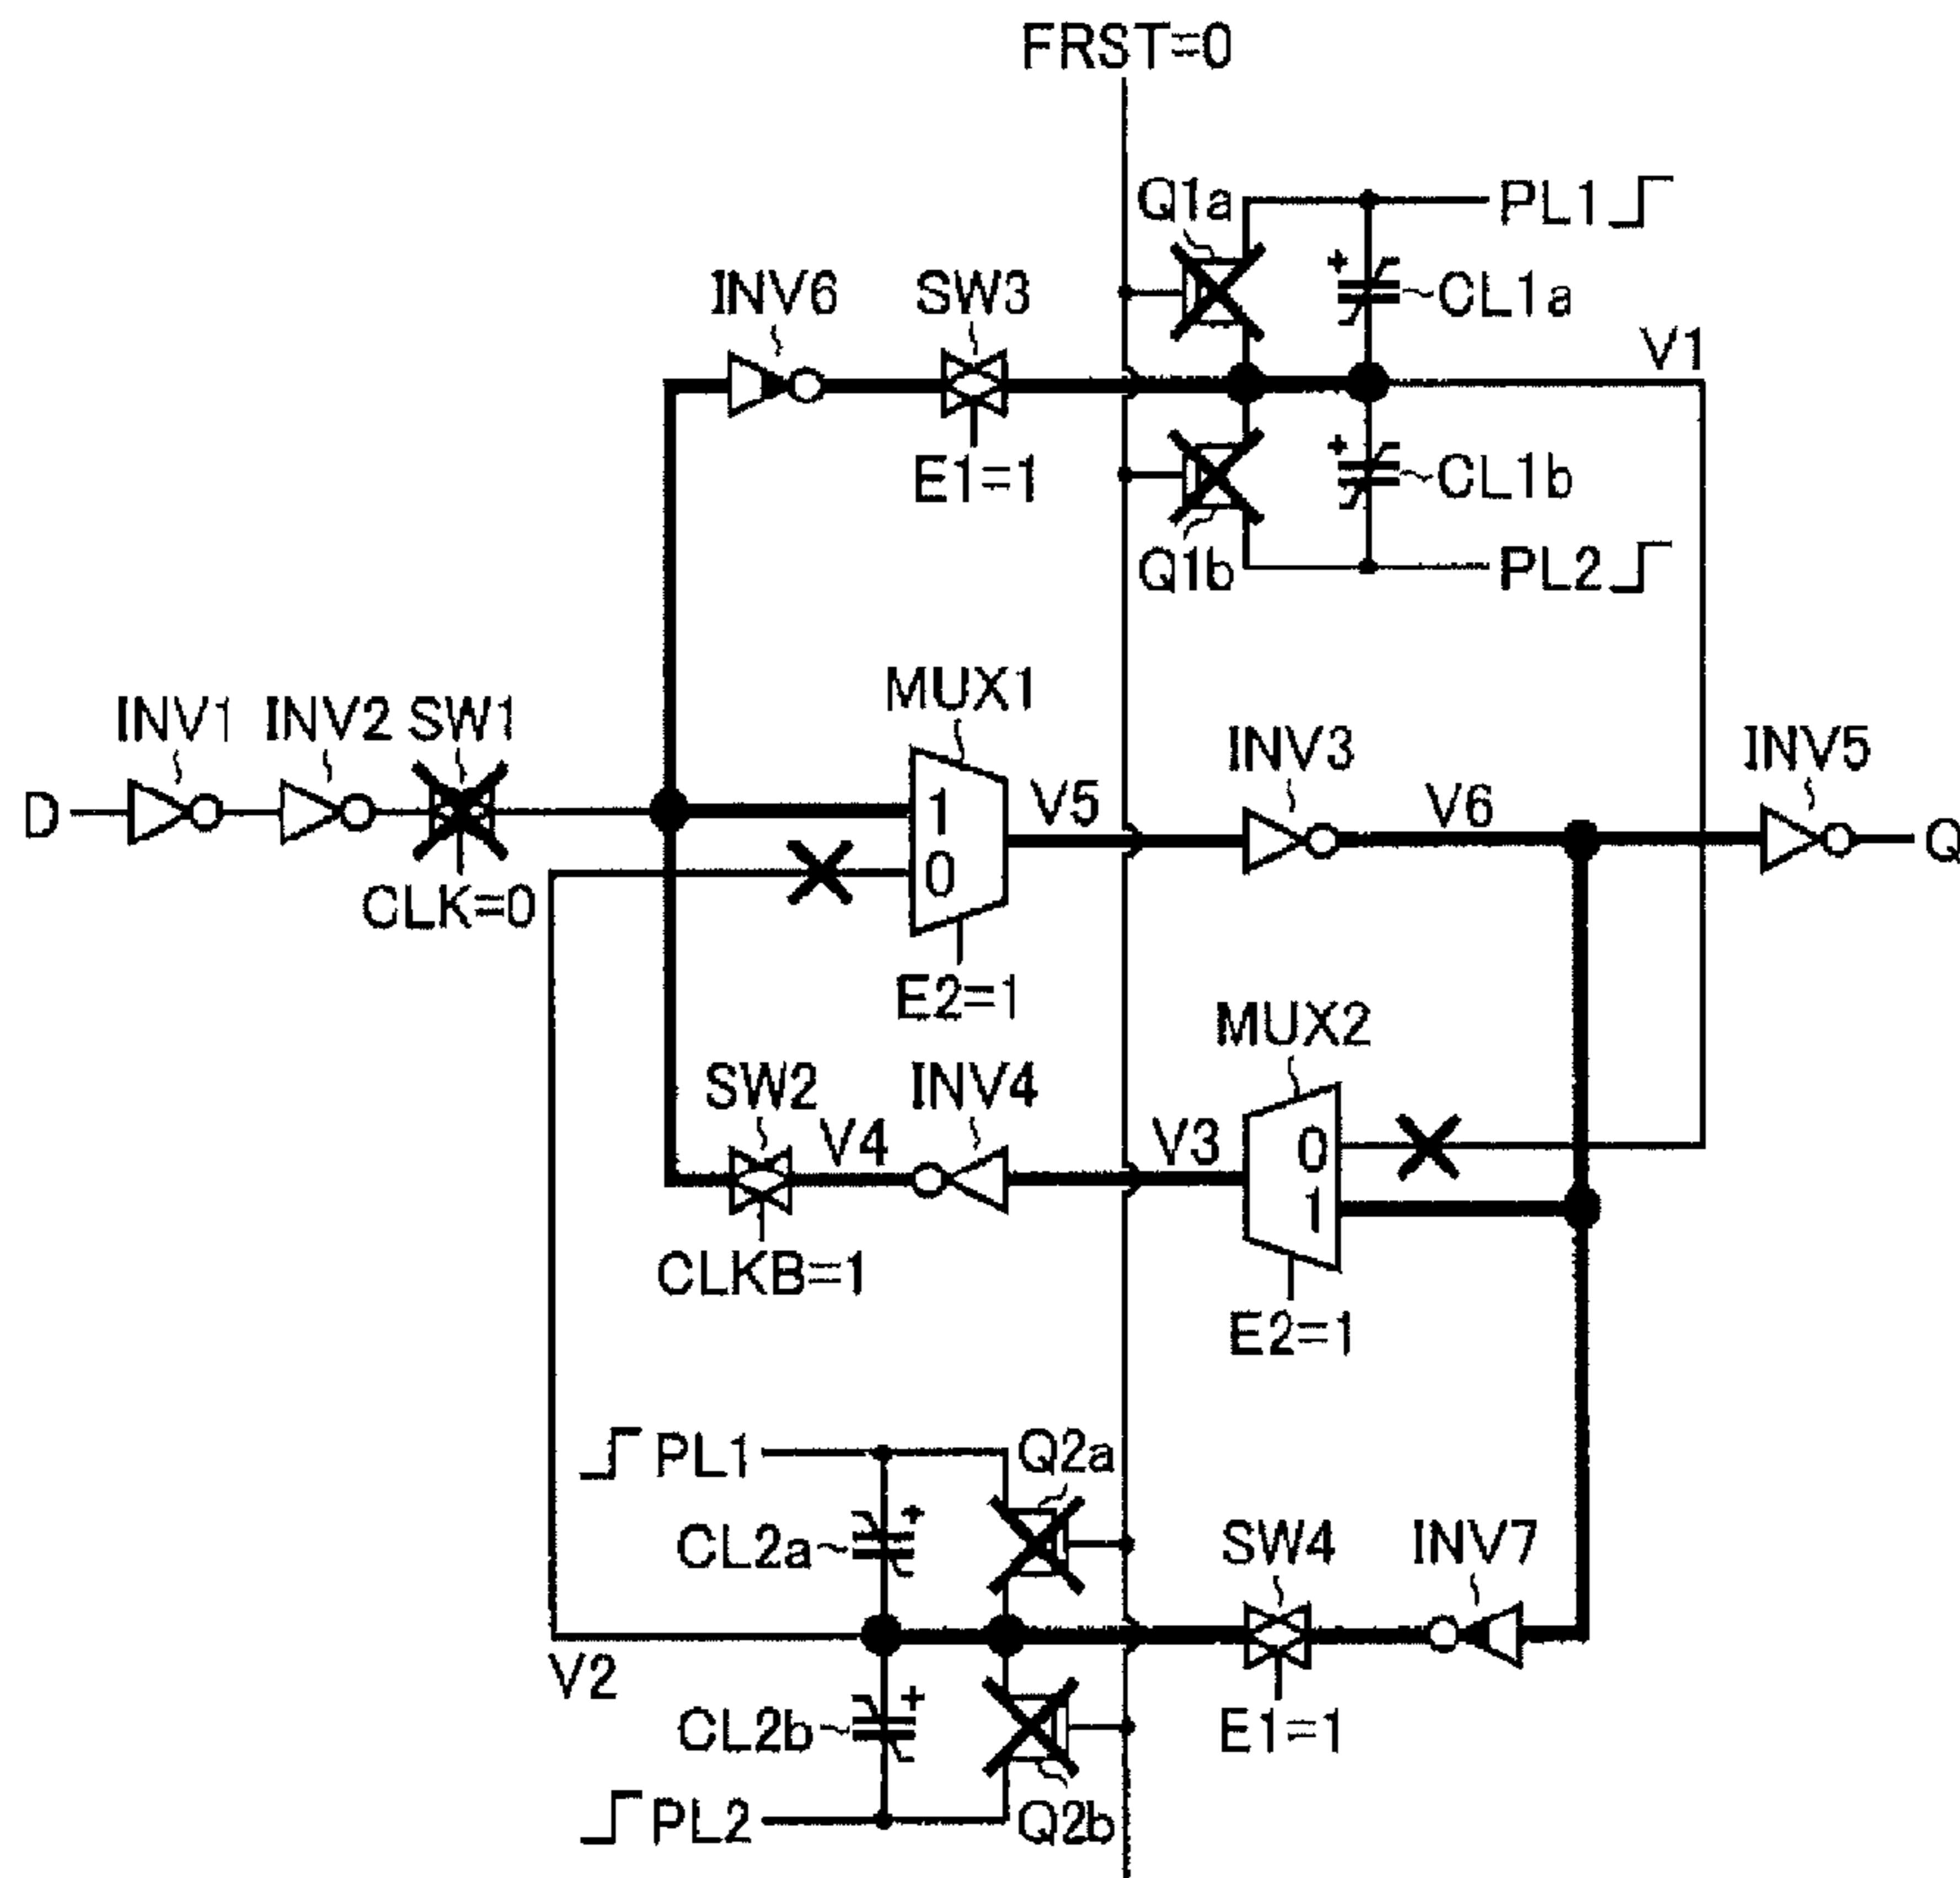 FRST=0
Q1a
PL1
INV6
SW3
CL1a
V1
E1=1
CL1b
Q1b
PL2
MUX1
INV1
INV2
SW1
INV3
INV5
D
1
V5
V6
Q
0
CLK=0
E2=1
MUX2
SW2
INV4
V4
V3
0
1
CLKB=1
E2=1
PL1
Q2a
CL2a
SW4
INV7
V2
CL2b
E1=1
PL2
Q2b